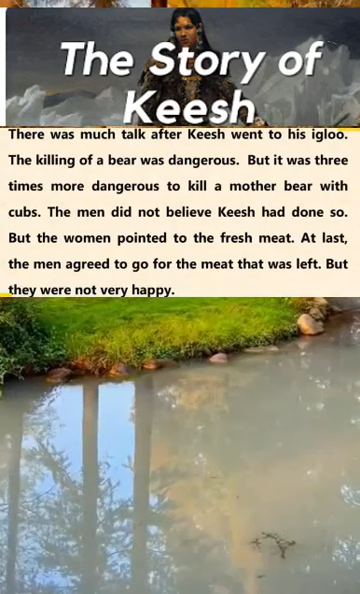 The Story of
Keesh
There was much talk after Keesh went to his igloo.
The killing of a bear was dangerous. But it was three
times more dangerous to kill a mother bear with
cubs. The men did not believe Keesh had done so.
But the women pointed to the fresh meat. At last,
the men agreed to go for the meat that was left. But
they were not very happy.